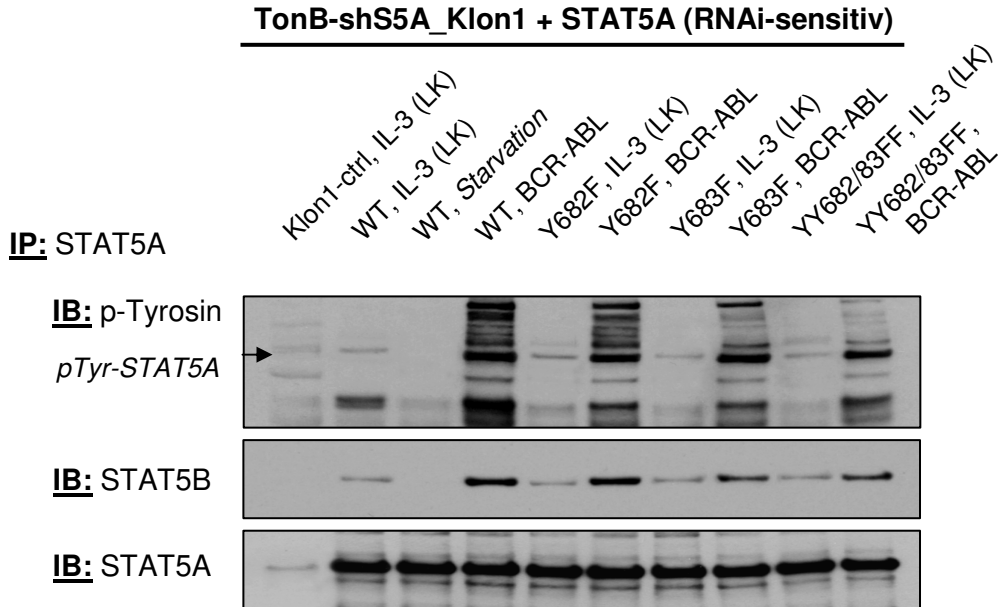 TonB-shS5A_Klon1 + STAT5A (RNAi-sensitiv)
Klon1-ctrl, IL-3 (LK)
WT, IL-3 (LK)
WT, Starvation
WT, BCR-ABL
Y682F, IL-3 (LK)
Y682F, BCR-ABL
Y683F, IL-3 (LK)
Y683F, BCR-ABL
YY682/83FF, IL-3 (LK)
YY682/83FF,
BCR-ABL
IP: STAT5A
IB: p-Tyrosin
pTyr-STAT5A
IB: STAT5B
IB: STAT5A